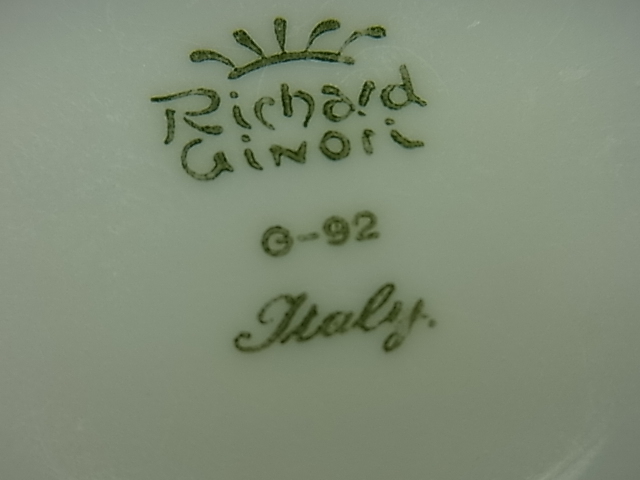 Richard
Ginori
G-92
Italy.